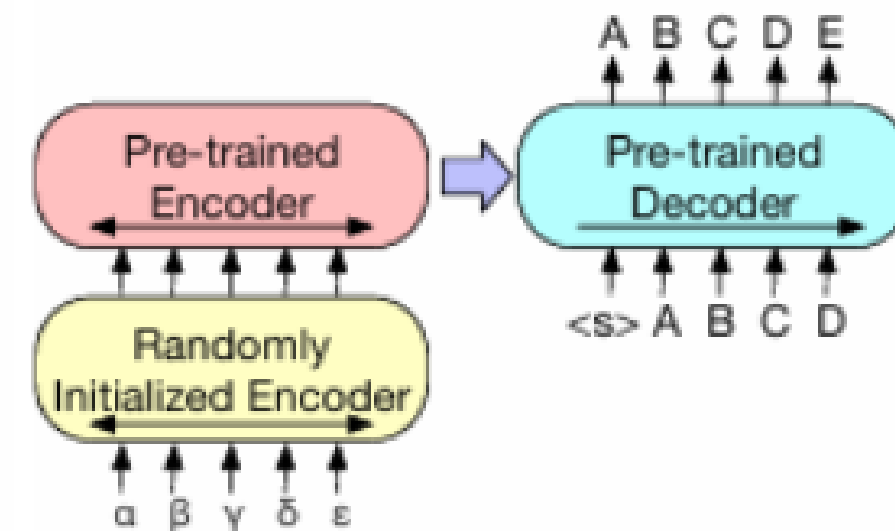 A B C D E
Pre-trained
Encoder
Pre-trained
Decoder
<s> A B C D
Randomly
Initialized Encoder
α β γ δ ε